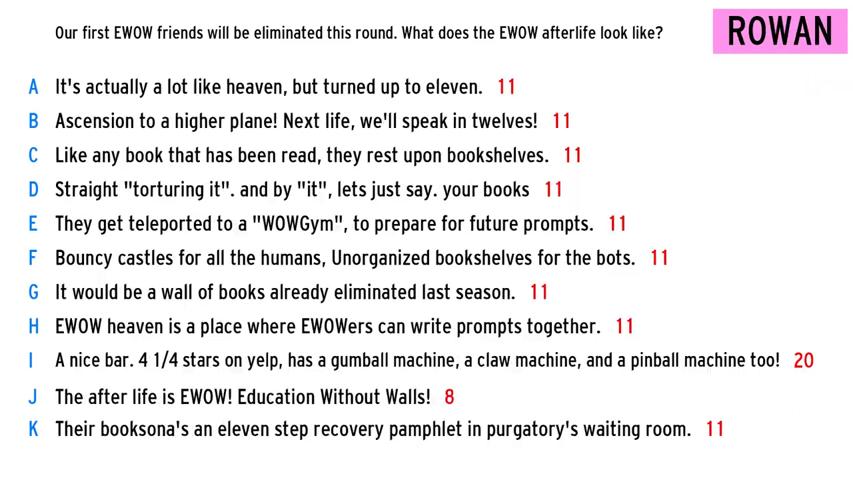 Our first EWOW friends will be eliminated this round. What does the EWOW afterlife look like?
ROWAN
A It's actually a lot like heaven, but turned up to eleven. 11
B Ascension to a higher plane! Next life, we'll speak in twelves! 11
C Like any book that has been read, they rest upon bookshelves. 11
D Straight "torturing it". and by "it", lets just say. your books 11
E They get teleported to a "WOWGym", to prepare for future prompts. 11
F Bouncy castles for all the humans, Unorganized bookshelves for the bots. 11
G It would be a wall of books already eliminated last season. 11
H EWOW heaven is a place where EWOWers can write prompts together. 11
I A nice bar. 4 1/4 stars on yelp, has a gumball machine, a claw machine, and a pinball machine too! 20
J The after life is EWOW! Education Without Walls! 8
K Their booksona's an eleven step recovery pamphlet in purgatory's waiting room. 11